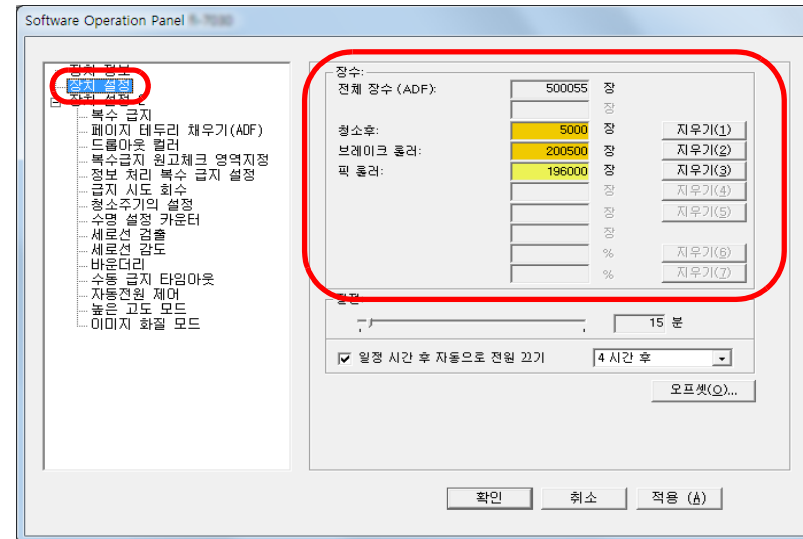 Software Operation Panel
장치 정보
장치 설정
장치 설정 2
복수 급지
페이지 테두리 채우기(ADF)
드롭아웃 컬러
복수급지 원고체크 영역지정
정보 처리 복수 급지 설정
급지 시도 회수
청소주기의 설정
수명 설정 카운터
세로선 검출
세로선 감도
바운더리
수동 급지 타임아웃
자동전원 제어
높은 고도 모드
이미지 화질 모드
장수:
전체 장수 (ADF): 500055 장
장
청소후: 5000 장 지우기(1)
브레이크 롤러: 200500 장 지우기(2)
픽 롤러: 196000 장 지우기(3)
장 지우기(4)
장 지우기(5)
장
% 지우기(6)
% 지우기(7)
15 분
일정 시간 후 자동으로 전원 끄기 4 시간 후
오프셋(O)...
확인 취소 적용 (A)